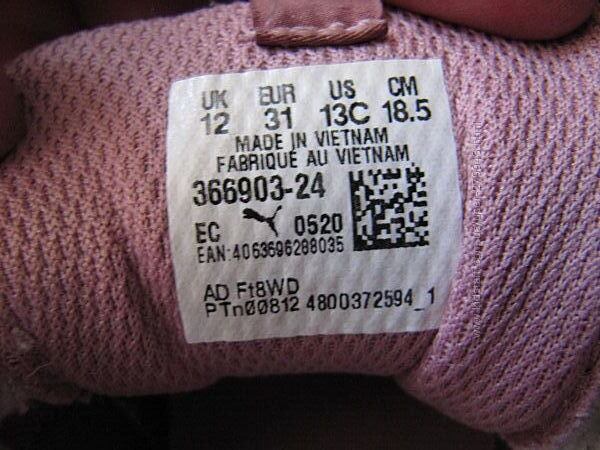 UK EUR US CM
12 31 13C 18.5
MADE IN VIETNAM
FABRIQUÉ AU VIETNAM
366903-24
EC 0520
EAN:4063696288035
AD Ft8WD
PTn00812 4800372594_1